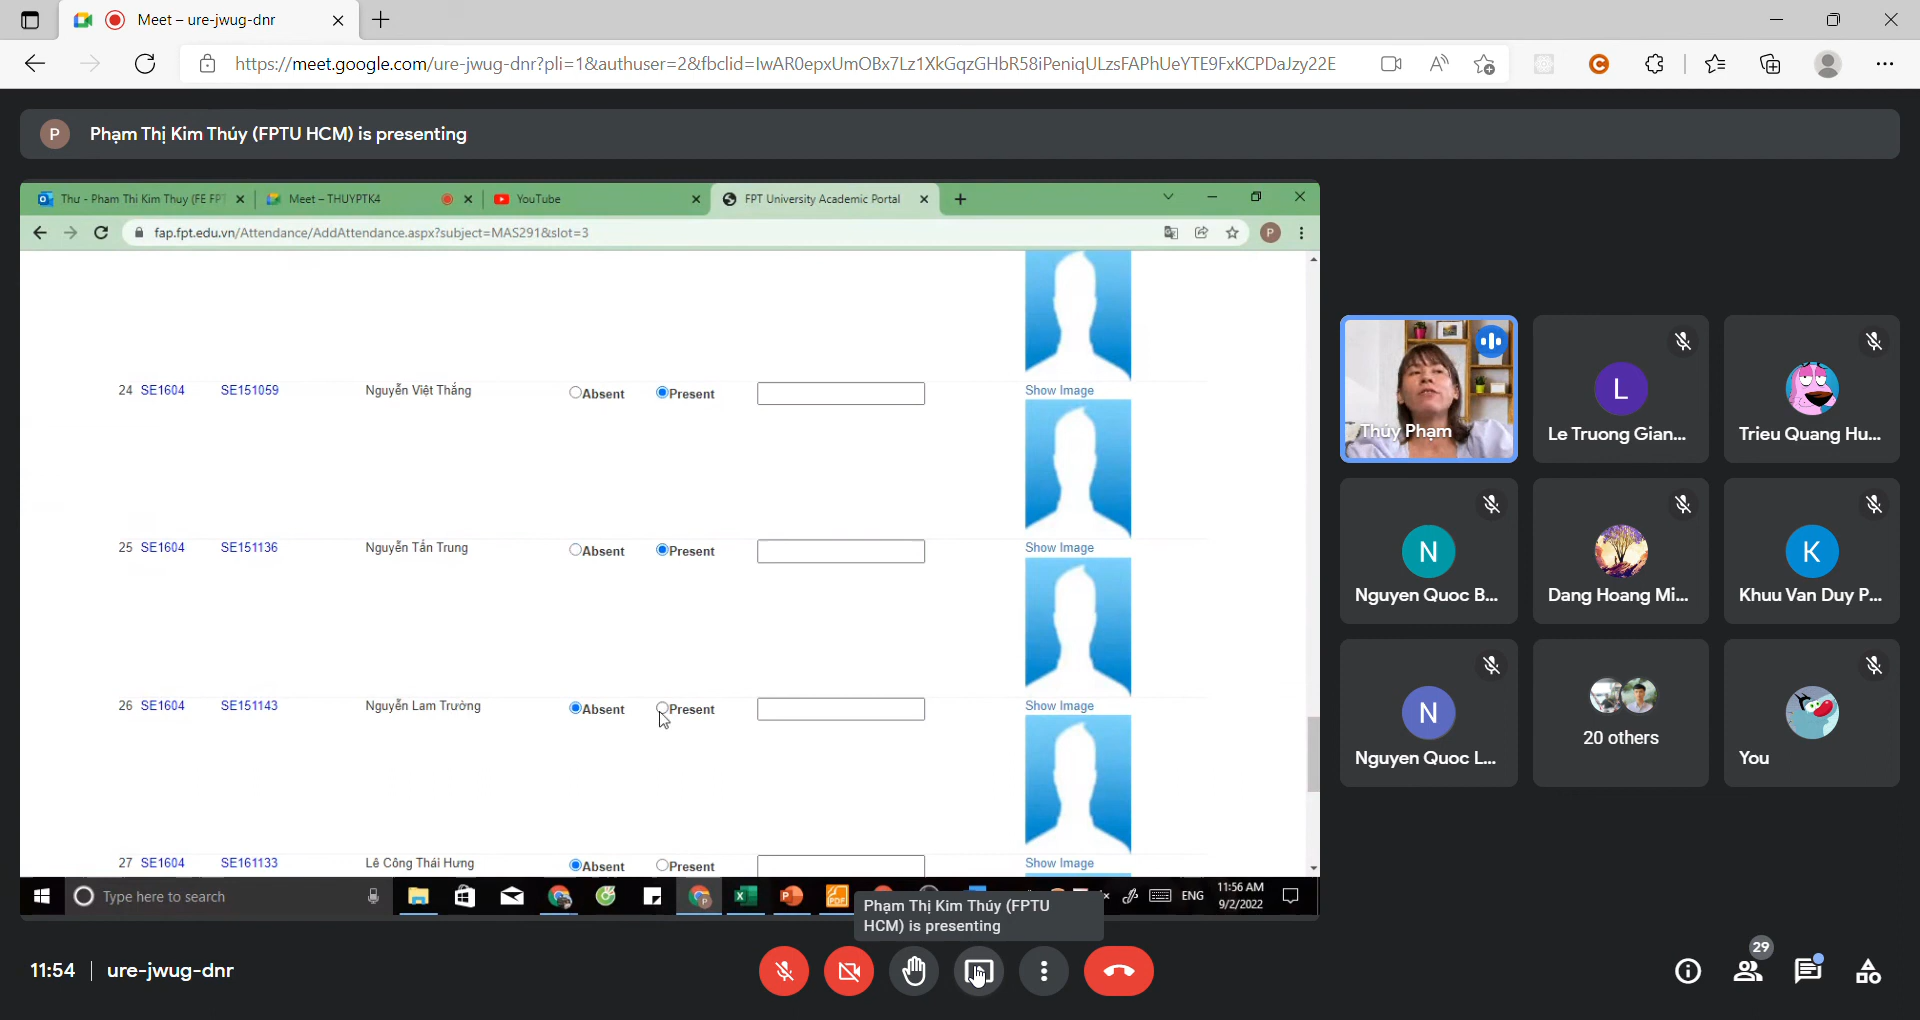 Meet – ure-jwug-dnr
https://meet.google.com/ure-jwug-dnr?pli=1&authuser=2&fbclid=IwAR0epxUmOBx7Lz1XkGqzGHbR58iPeniqULzsFAPhUeYTE9FxKCPDaJzy22E
P
Phạm Thị Kim Thúy (FPTU HCM) is presenting
Thư - Pham Thi Kim Thuy (FE FPT
Meet – THUYPTK4
YouTube
FPT University Academic Portal
fap.fpt.edu.vn/Attendance/AddAttendance.aspx?subject=MAS291&slot=3
P
24 SE1604 SE151059 Nguyễn Việt Thắng Absent Present Show Image
25 SE1604 SE151136 Nguyễn Tấn Trung Absent Present Show Image
26 SE1604 SE151143 Nguyễn Lam Trường Absent Present Show Image
27 SE1604 SE161133 Lê Công Thái Hưng Absent Present Show Image
Type here to search
ENG
11:56 AM
9/2/2022
Phạm Thị Kim Thúy (FPTU
HCM) is presenting
Thúy Phạm
L
Le Truong Gian...
Trieu Quang Hu...
N
Nguyen Quoc B...
Dang Hoang Mi...
K
Khuu Van Duy P...
N
Nguyen Quoc L...
20 others
You
11:54
ure-jwug-dnr
29